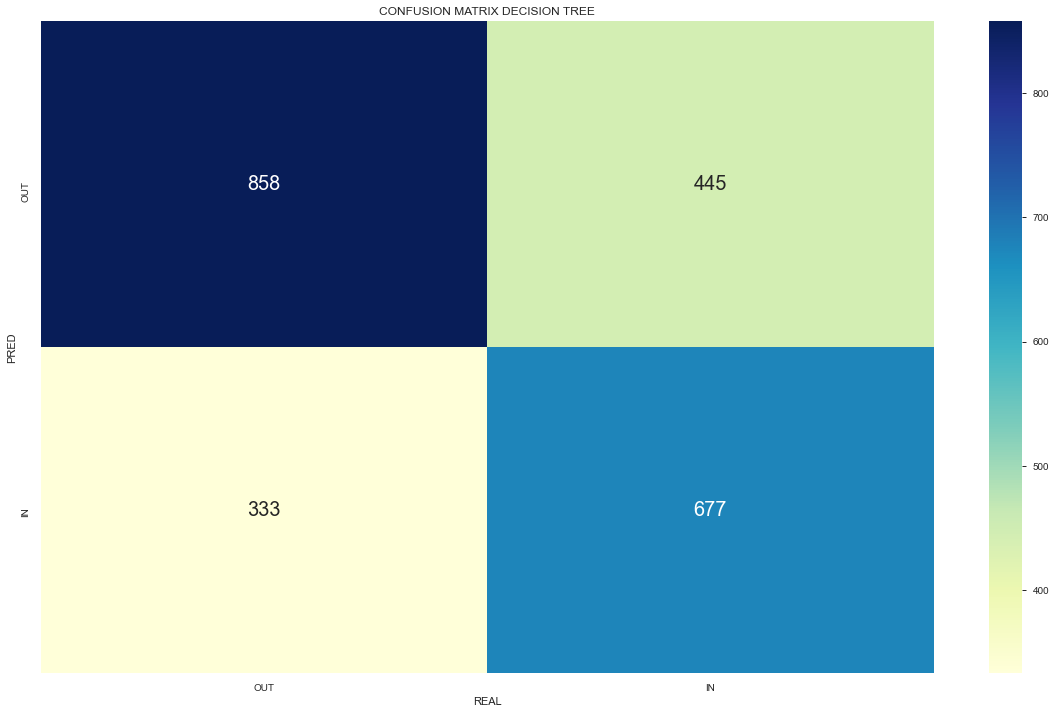 CONFUSION MATRIX DECISION TREE
OUT
858
445
800
700
PRED
600
IN
333
677
500
400
OUT
IN
REAL